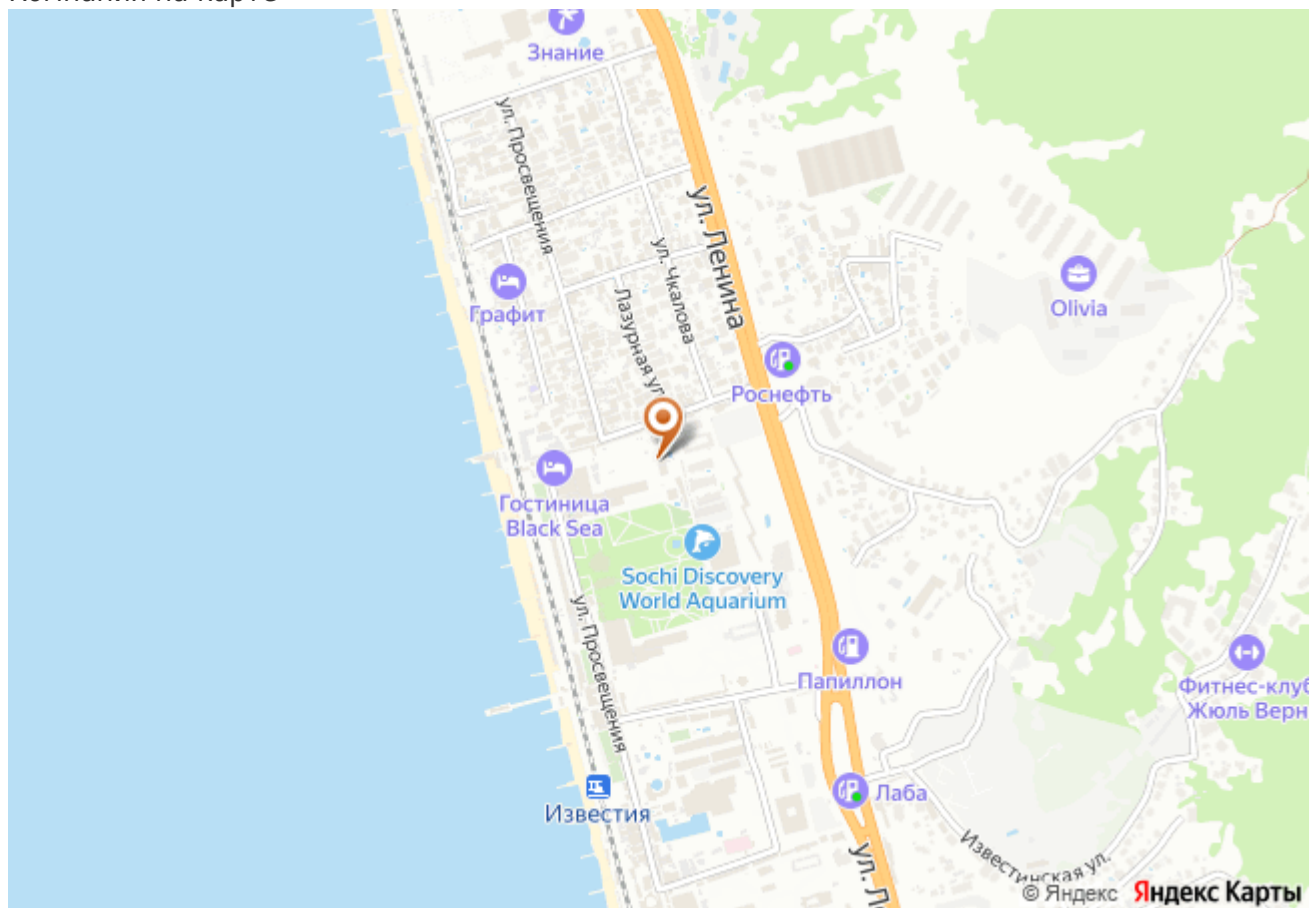 Знание
ул. Просвещения
ул. Ленина
ул. Чкалова
Лазурная ул.
Графит
Olivia
Роснефть
Гостиница
Black Sea
Sochi Discovery
World Aquarium
ул. Просвещения
Папиллон
Фитнес-клуб
Жюль Верн
Известия
Лаба
Известинская ул.
© Яндекс Яндекс Карты